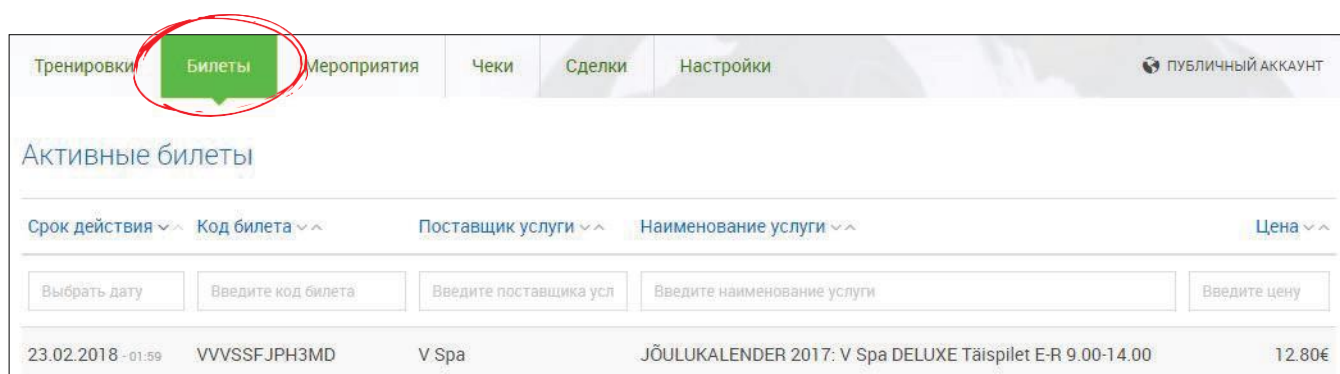 Тренировки Билеты Мероприятия Чеки Сделки Настройки ПУБЛИЧНЫЙ АККАУНТ
Активные билеты
Срок действия Код билета Поставщик услуги Наименование услуги Цена
Выбрать дату Введите код билета Введите поставщика усл Введите наименование услуги Введите цену
23.02.2018 - 01:59 VVVSSFJPH3MD V Spa JÕULUKALENDER 2017: V Spa DELUXE Täispilet E-R 9.00-14.00 12.80€